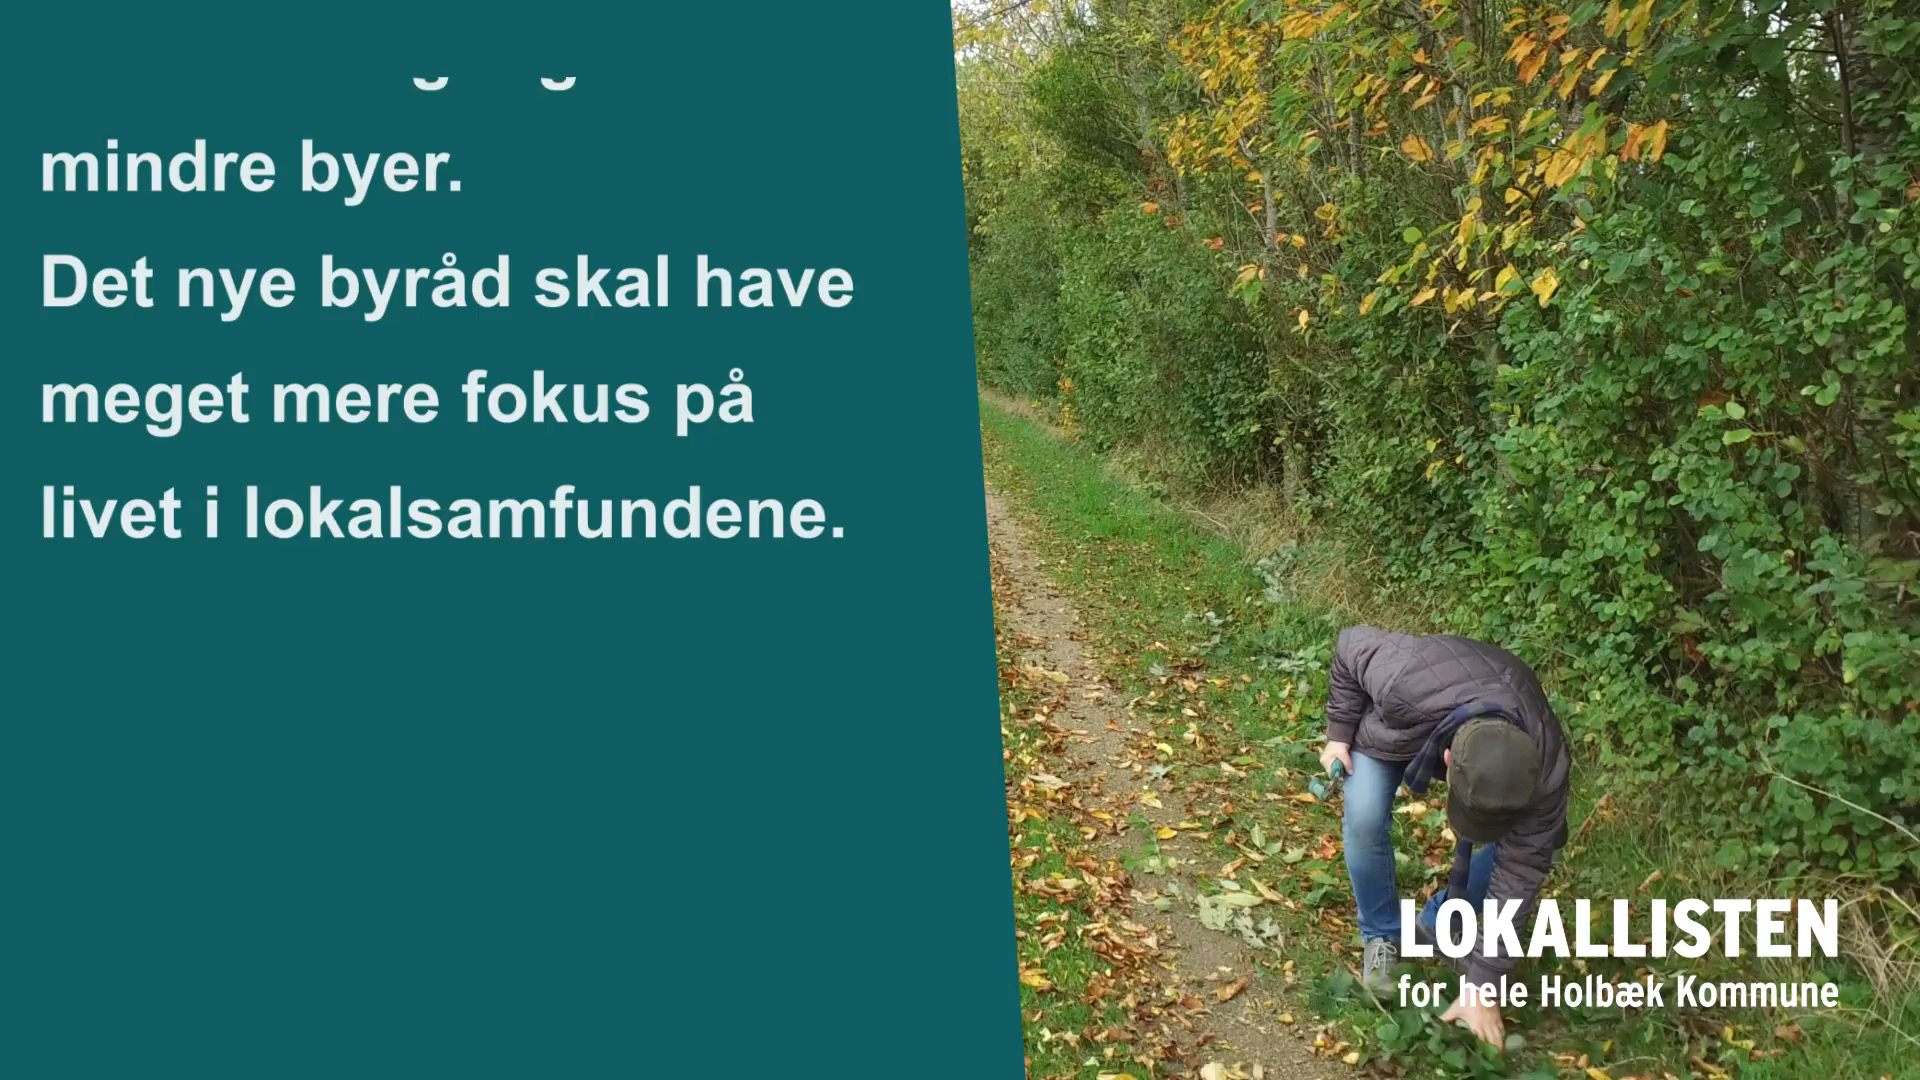 mindre byer.
Det nye byråd skal have
meget mere fokus på
livet i lokalsamfundene.
LOKALLISTEN
for hele Holbæk Kommune